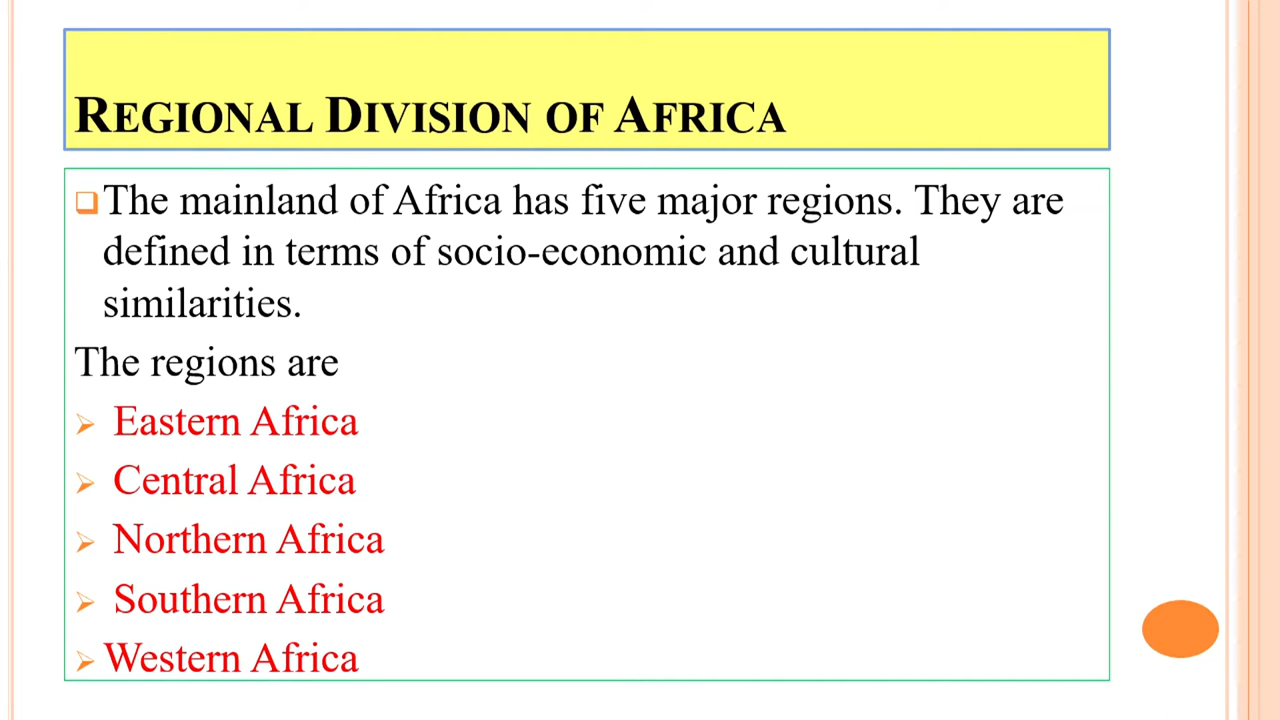 REGIONAL DIVISION OF AFRICA
The mainland of Africa has five major regions. They are
defined in terms of socio-economic and cultural
similarities.
The regions are
Eastern Africa
Central Africa
Northern Africa
Southern Africa
Western Africa